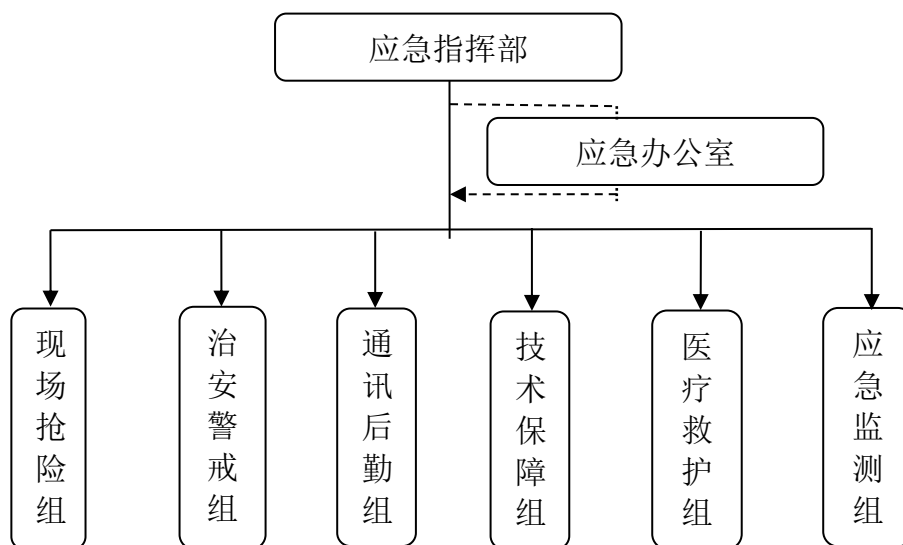 应急指挥部
应急办公室
现场抢险组
治安警戒组
通讯后勤组
技术保障组
医疗救护组
应急监测组